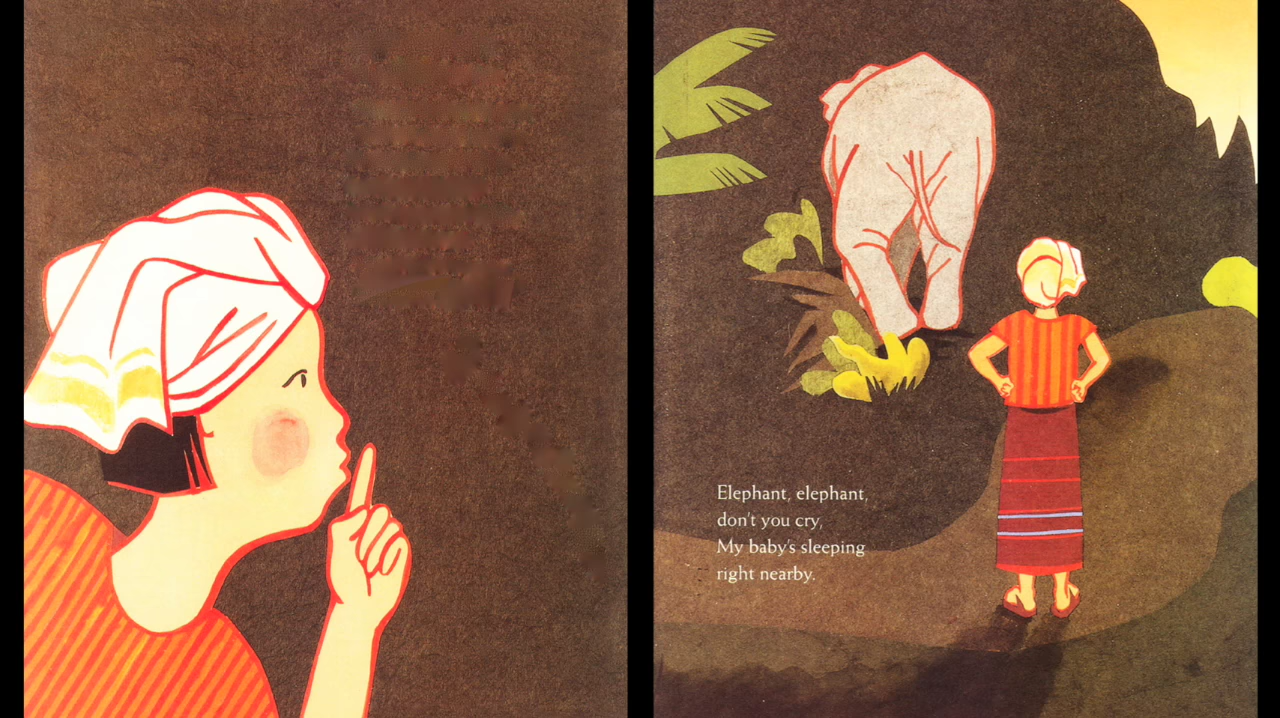 Elephant, elephant,
don't you cry,
My baby's sleeping
right nearby.